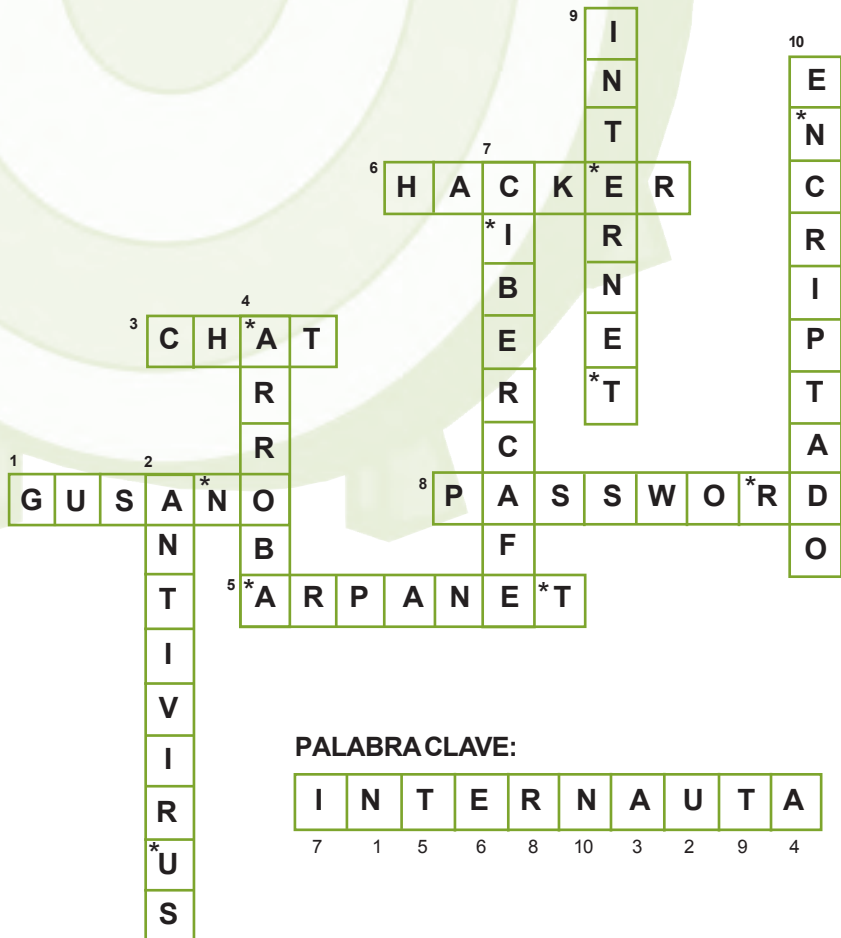 9
I
10
N
E
T
*N
7
6 H A C K *E R
C
*I
R
R
B
N
I
4
3 C H *A T
E
E
P
R
R
*T
T
R
C
A
1
2
G U S A *N O
8 P A S S W O *R D
N
B
F
O
T
5 *A R P A N E *T
I
V
PALABRA CLAVE:
I
I N T E R N A U T A
R
7 1 5 6 8 10 3 2 9 4
*U
S